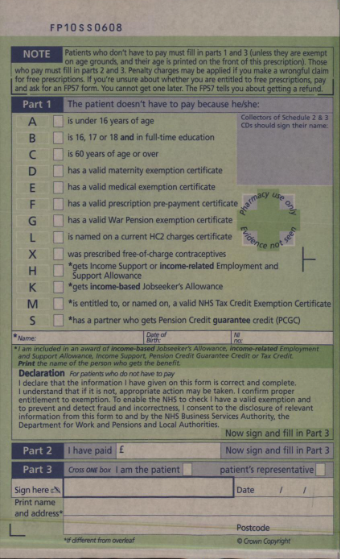 FP10SS0608
NOTE Patients who don't have to pay must fill in parts 1 and 3 (unless they are exempt
on age grounds, and their age is printed on the front of this prescription). Those
who pay must fill in parts 2 and 3. Penalty charges may be applied if you make a wrongful claim
for free prescriptions. If you're unsure about whether you are entitled to free prescriptions, pay
and ask for an FP57 form. You cannot get one later. The FP57 tells you about getting a refund.
Part 1 The patient doesn't have to pay because he/she:
A is under 16 years of age
Collectors of Schedule 2 & 3
CDs should sign their name:
B is 16, 17 or 18 and in full-time education
C is 60 years of age or over
D has a valid maternity exemption certificate
E has a valid medical exemption certificate
F has a valid prescription pre-payment certificate
G has a valid War Pension exemption certificate
L is named on a current HC2 charges certificate
Pharmacy use only
Evidence not seen
X was prescribed free-of-charge contraceptives
H *gets Income Support or income-related Employment and
Support Allowance
K *gets income-based Jobseeker's Allowance
M *is entitled to, or named on, a valid NHS Tax Credit Exemption Certificate
S *has a partner who gets Pension Credit guarantee credit (PCGC)
*Name: Date of Birth: NI no:
*I am included in an award of income-based Jobseeker's Allowance, income-related Employment
and Support Allowance, Income Support, Pension Credit Guarantee Credit or Tax Credit.
Print the name of the person who gets the benefit.
Declaration For patients who do not have to pay
I declare that the information I have given on this form is correct and complete.
I understand that if it is not, appropriate action may be taken. I confirm proper
entitlement to exemption. To enable the NHS to check I have a valid exemption and
to prevent and detect fraud and incorrectness, I consent to the disclosure of relevant
information from this form to and by the NHS Business Services Authority, the
Department for Work and Pensions and Local Authorities.
Now sign and fill in Part 3
Part 2 I have paid £ Now sign and fill in Part 3
Part 3 Cross ONE box I am the patient patient's representative
Sign here Date / /
Print name
and address*
Postcode
*If different from overleaf © Crown Copyright